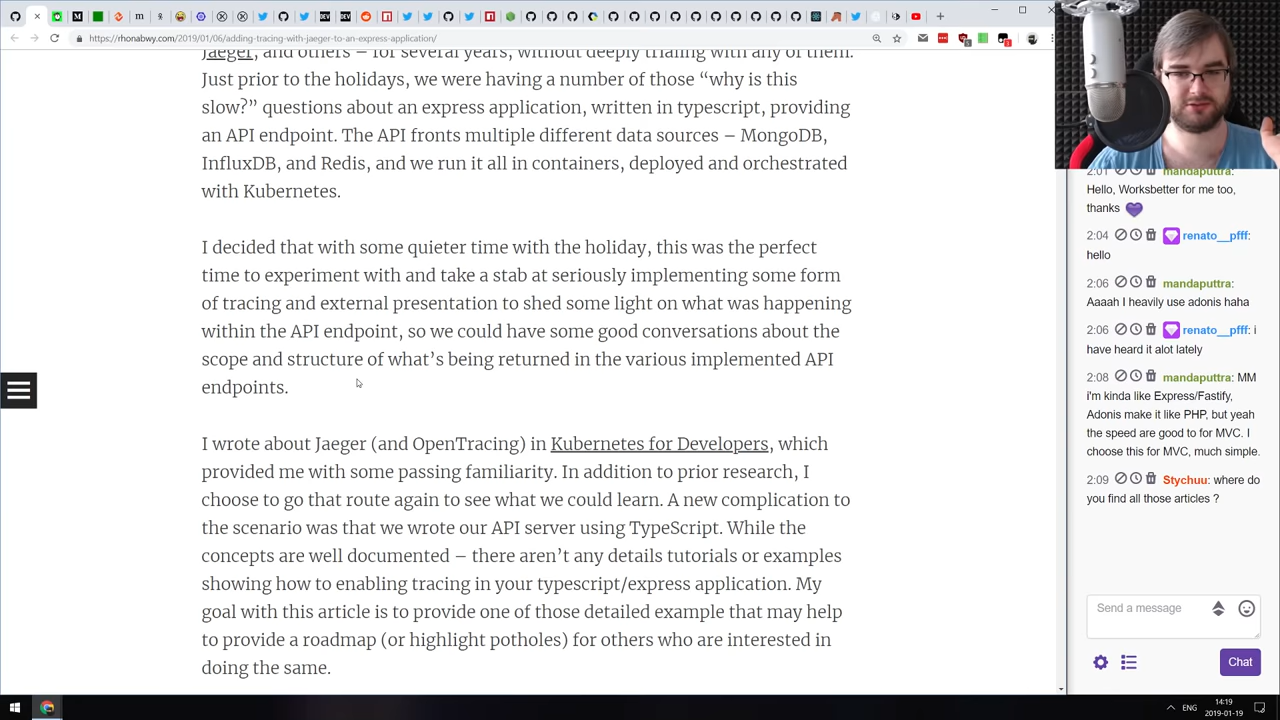 https://rhonabwy.com/2019/01/06/adding-tracing-with-jaeger-to-an-express-application/
Jaeger, and others – for several years, without deeply trialing with any of them.
Just prior to the holidays, we were having a number of those “why is this
slow?” questions about an express application, written in typescript, providing
an API endpoint. The API fronts multiple different data sources – MongoDB,
InfluxDB, and Redis, and we run it all in containers, deployed and orchestrated
with Kubernetes.
I decided that with some quieter time with the holiday, this was the perfect
time to experiment with and take a stab at seriously implementing some form
of tracing and external presentation to shed some light on what was happening
within the API endpoint, so we could have some good conversations about the
scope and structure of what’s being returned in the various implemented API
endpoints.
I wrote about Jaeger (and OpenTracing) in Kubernetes for Developers, which
provided me with some passing familiarity. In addition to prior research, I
choose to go that route again to see what we could learn. A new complication to
the scenario was that we wrote our API server using TypeScript. While the
concepts are well documented – there aren’t any details tutorials or examples
showing how to enabling tracing in your typescript/express application. My
goal with this article is to provide one of those detailed example that may help
to provide a roadmap (or highlight potholes) for others who are interested in
doing the same.
2:01 mandaputtra:
Hello, Worksbetter for me too,
thanks
2:04 renato__pfff:
hello
2:06 mandaputtra:
Aaaah I heavily use adonis haha
2:06 renato__pfff: i
have heard it alot lately
2:08 mandaputtra: MM
i'm kinda like Express/Fastify,
Adonis make it like PHP, but yeah
the speed are good to for MVC. I
choose this for MVC, much simple.
2:09 Stychuu: where do
you find all those articles ?
Send a message
Chat
ENG
14:19
2019-01-19